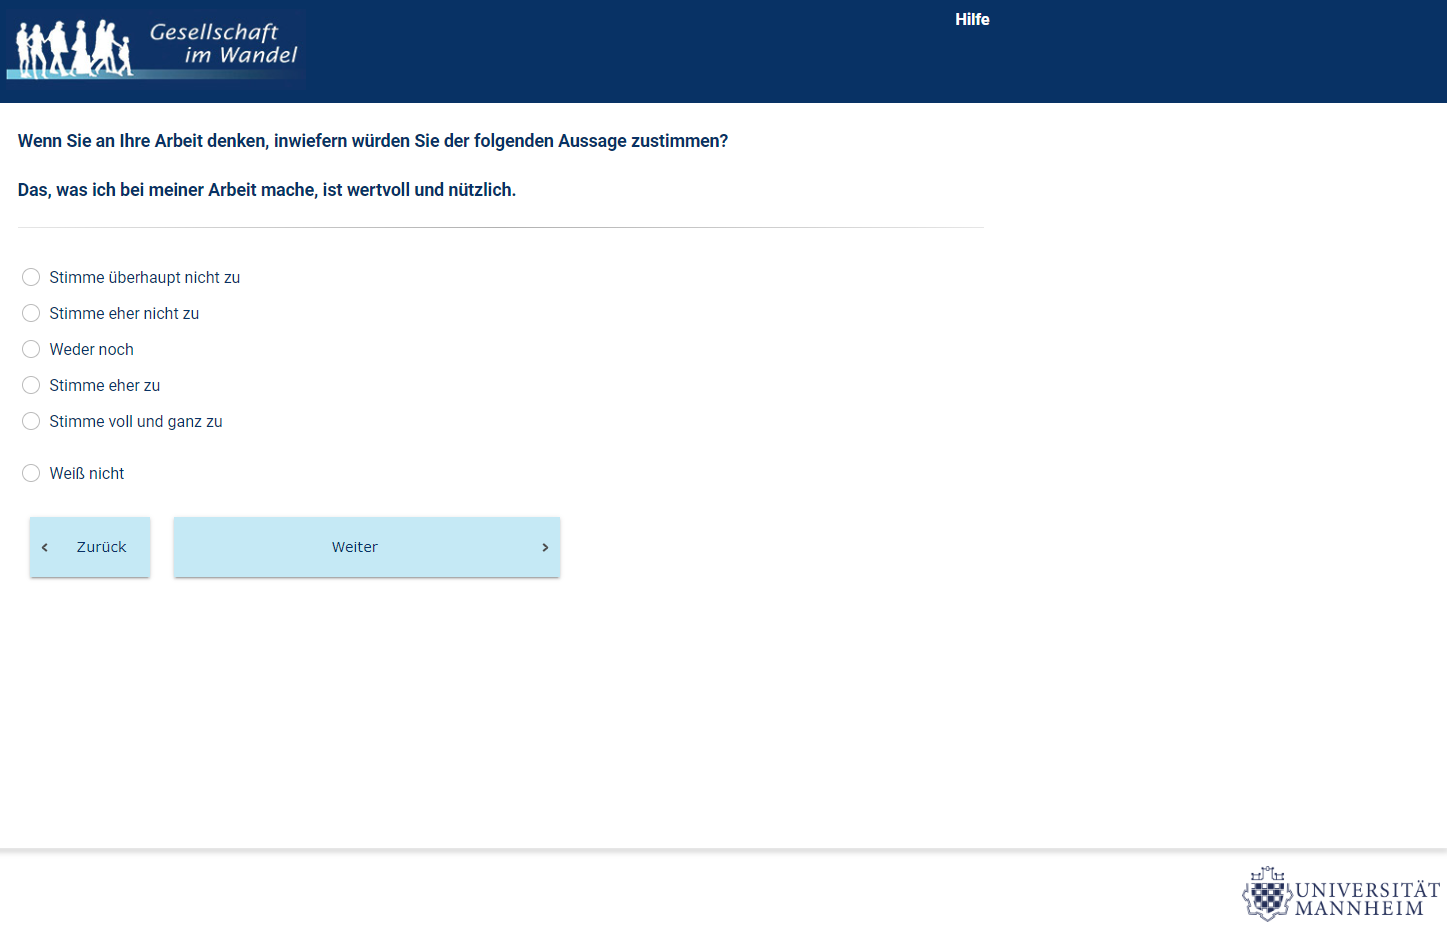 Gesellschaft
im Wandel
Hilfe
Wenn Sie an Ihre Arbeit denken, inwiefern würden Sie der folgenden Aussage zustimmen?
Das, was ich bei meiner Arbeit mache, ist wertvoll und nützlich.
Stimme überhaupt nicht zu
Stimme eher nicht zu
Weder noch
Stimme eher zu
Stimme voll und ganz zu
Weiß nicht
Zurück
Weiter
UNIVERSITÄT
MANNHEIM